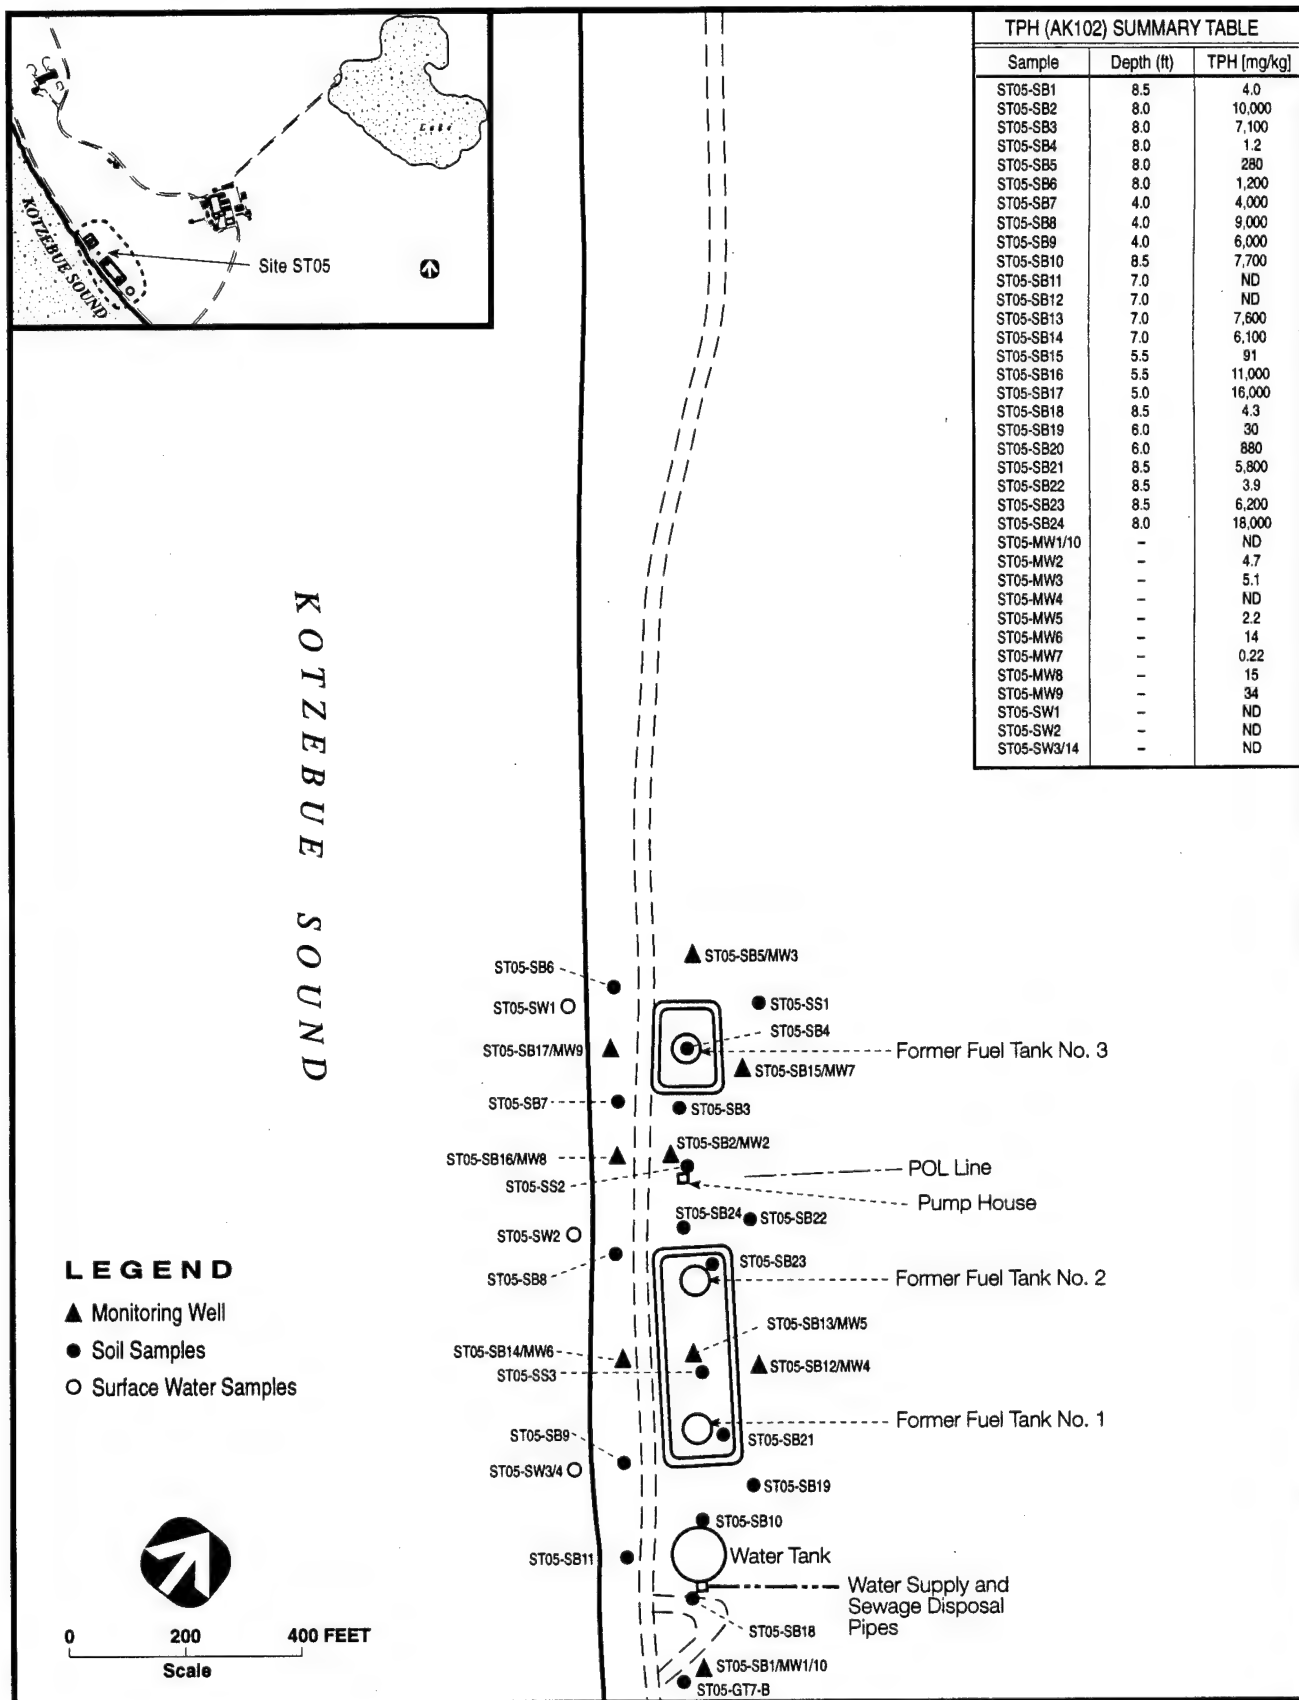 Lake
KOTZEBUE SOUND
Site ST05
TPH (AK102) SUMMARY TABLE
Sample Depth (ft) TPH [mg/kg]
ST05-SB1 8.5 4.0
ST05-SB2 8.0 10,000
ST05-SB3 8.0 7,100
ST05-SB4 8.0 1.2
ST05-SB5 8.0 280
ST05-SB6 8.0 1,200
ST05-SB7 4.0 4,000
ST05-SB8 4.0 9,000
ST05-SB9 4.0 6,000
ST05-SB10 8.5 7,700
ST05-SB11 7.0 ND
ST05-SB12 7.0 ND
ST05-SB13 7.0 7,600
ST05-SB14 7.0 6,100
ST05-SB15 5.5 91
ST05-SB16 5.5 11,000
ST05-SB17 5.0 16,000
ST05-SB18 8.5 4.3
ST05-SB19 6.0 30
ST05-SB20 6.0 880
ST05-SB21 8.5 5,800
ST05-SB22 8.5 3.9
ST05-SB23 8.5 6,200
ST05-SB24 8.0 18,000
ST05-MW1/10 – ND
ST05-MW2 – 4.7
ST05-MW3 – 5.1
ST05-MW4 – ND
ST05-MW5 – 2.2
ST05-MW6 – 14
ST05-MW7 – 0.22
ST05-MW8 – 15
ST05-MW9 – 34
ST05-SW1 – ND
ST05-SW2 – ND
ST05-SW3/14 – ND
KOTZEBUE SOUND
ST05-SB5/MW3
ST05-SB6
ST05-SW1
ST05-SS1
ST05-SB4
ST05-SB17/MW9
Former Fuel Tank No. 3
ST05-SB15/MW7
ST05-SB7
ST05-SB3
ST05-SB2/MW2
ST05-SB16/MW8
POL Line
ST05-SS2
Pump House
ST05-SB24
ST05-SB22
ST05-SW2
ST05-SB23
ST05-SB8
Former Fuel Tank No. 2
ST05-SB13/MW5
ST05-SB14/MW6
ST05-SB12/MW4
ST05-SS3
Former Fuel Tank No. 1
ST05-SB9
ST05-SB21
ST05-SW3/4
ST05-SB19
ST05-SB10
ST05-SB11
Water Tank
Water Supply and
Sewage Disposal
Pipes
ST05-SB18
ST05-SB1/MW1/10
ST05-GT7-B
LEGEND
Monitoring Well
Soil Samples
Surface Water Samples
0 200 400 FEET
Scale